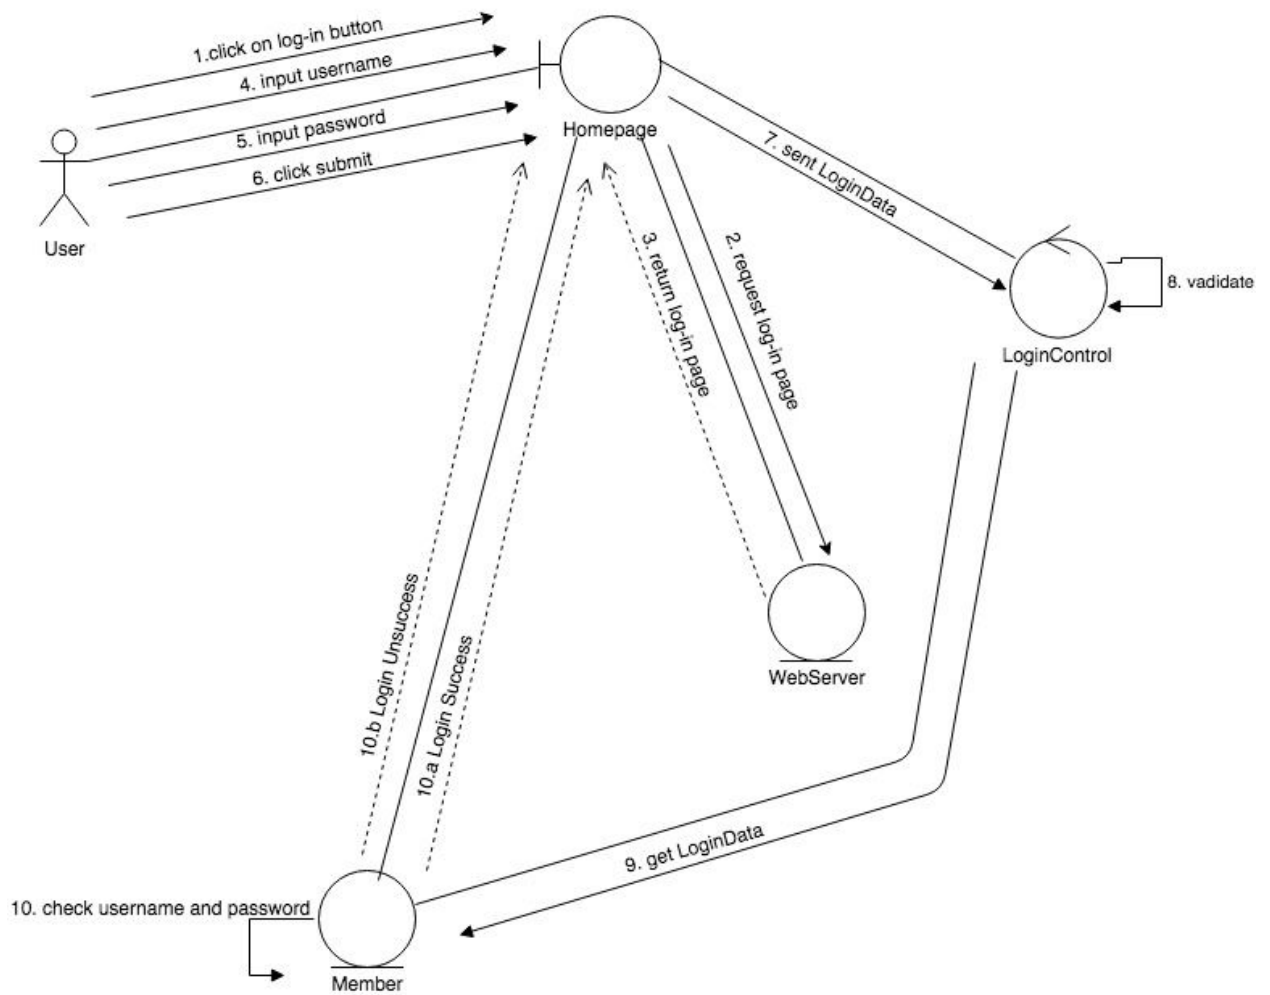 1.click on log-in button
4. input username
5. input password
6. click submit
User
Homepage
7. sent LoginData
8. vadidate
LoginControl
2. request log-in page
3. return log-in page
WebServer
10.b Login Unsuccess
10.a Login Success
9. get LoginData
10. check username and password
Member